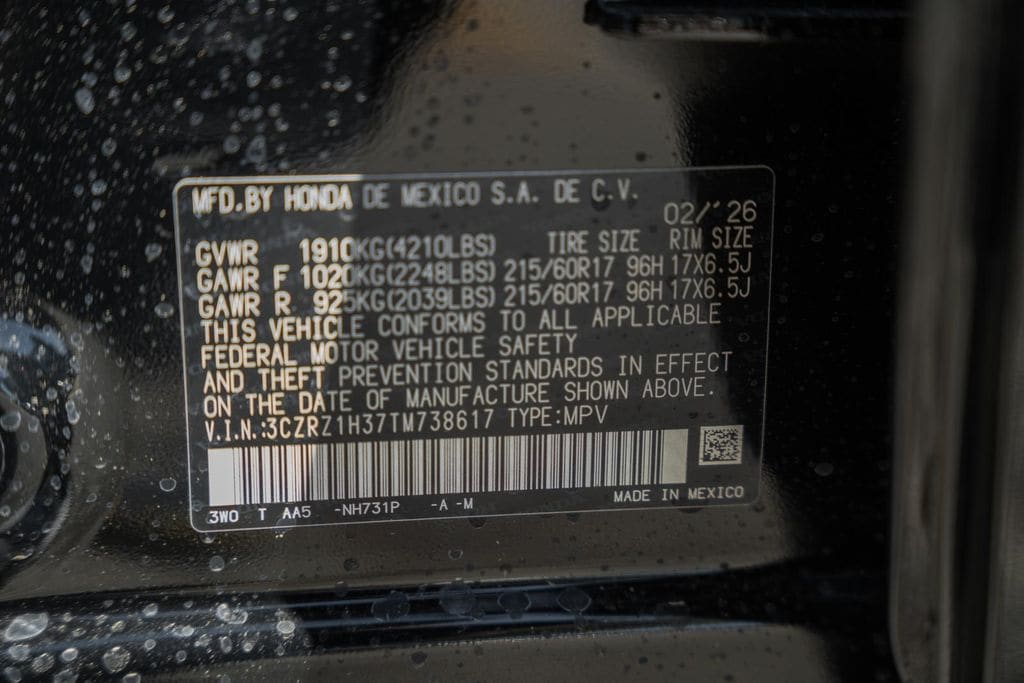 MFD.BY HONDA DE MEXICO S.A. DE C.V.
02/'26
GVWR 1910KG(4210LBS) TIRE SIZE RIM SIZE
GAWR F 1020KG(2248LBS) 215/60R17 96H 17X6.5J
GAWR R 925KG(2039LBS) 215/60R17 96H 17X6.5J
THIS VEHICLE CONFORMS TO ALL APPLICABLE
FEDERAL MOTOR VEHICLE SAFETY
AND THEFT PREVENTION STANDARDS IN EFFECT
ON THE DATE OF MANUFACTURE SHOWN ABOVE.
V.I.N.:3CZRZ1H37TM738617 TYPE:MPV
3W0 T AA5 -NH731P -A -M MADE IN MEXICO